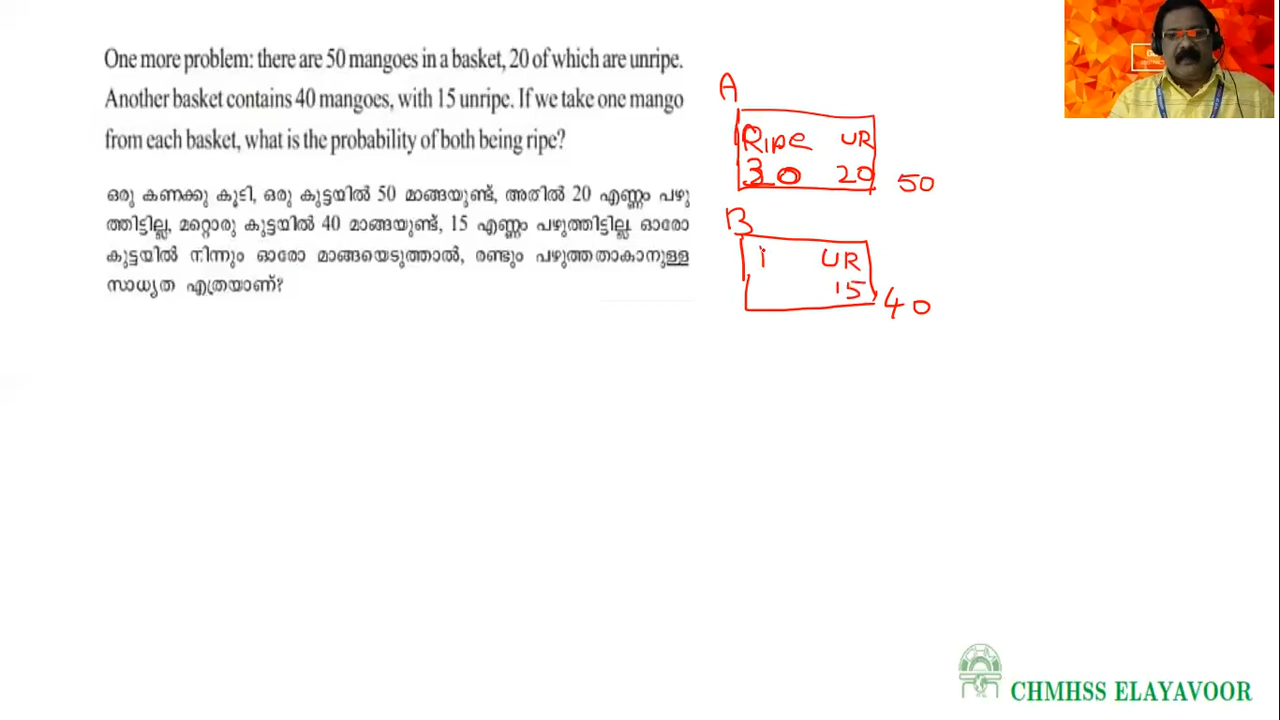 One more problem: there are 50 mangoes in a basket, 20 of which are unripe.
Another basket contains 40 mangoes, with 15 unripe. If we take one mango
from each basket, what is the probability of both being ripe?
ഒരു കണക്കു കൂടി, ഒരു കുട്ടയിൽ 50 മാങ്ങയുണ്ട്, അതിൽ 20 എണ്ണം പഴു
ത്തിട്ടില്ല, മറ്റൊരു കുട്ടയിൽ 40 മാങ്ങയുണ്ട്, 15 എണ്ണം പഴുത്തിട്ടില്ല. ഓരോ
കുട്ടയിൽ നിന്നും ഓരോ മാങ്ങയെടുത്താൽ, രണ്ടും പഴുത്തതാകാനുള്ള
സാധ്യത എത്രയാണ്?
A
Ripe UR
30 20 50
B
i UR
15 40
CHMHSS ELAYAVOOR